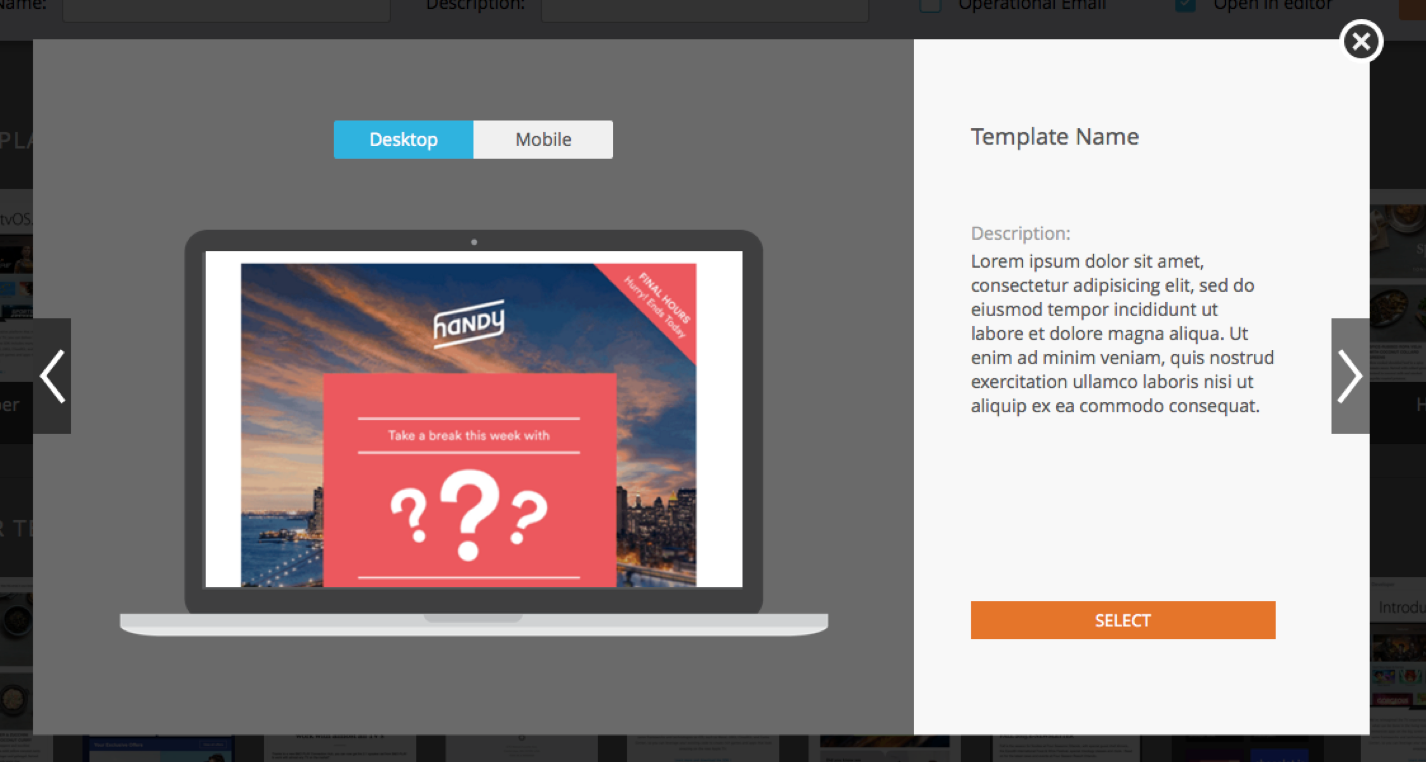 Name:
Description:
Operational Email
Open in editor
Desktop
Mobile
FINAL HOURS
Hurry! Ends Today
HANDY
Take a break this week with
???
Template Name
Description:
Lorem ipsum dolor sit amet,
consectetur adipisicing elit, sed do
eiusmod tempor incididunt ut
labore et dolore magna aliqua. Ut
enim ad minim veniam, quis nostrud
exercitation ullamco laboris nisi ut
aliquip ex ea commodo consequat.
SELECT
tvOS.
Introdu